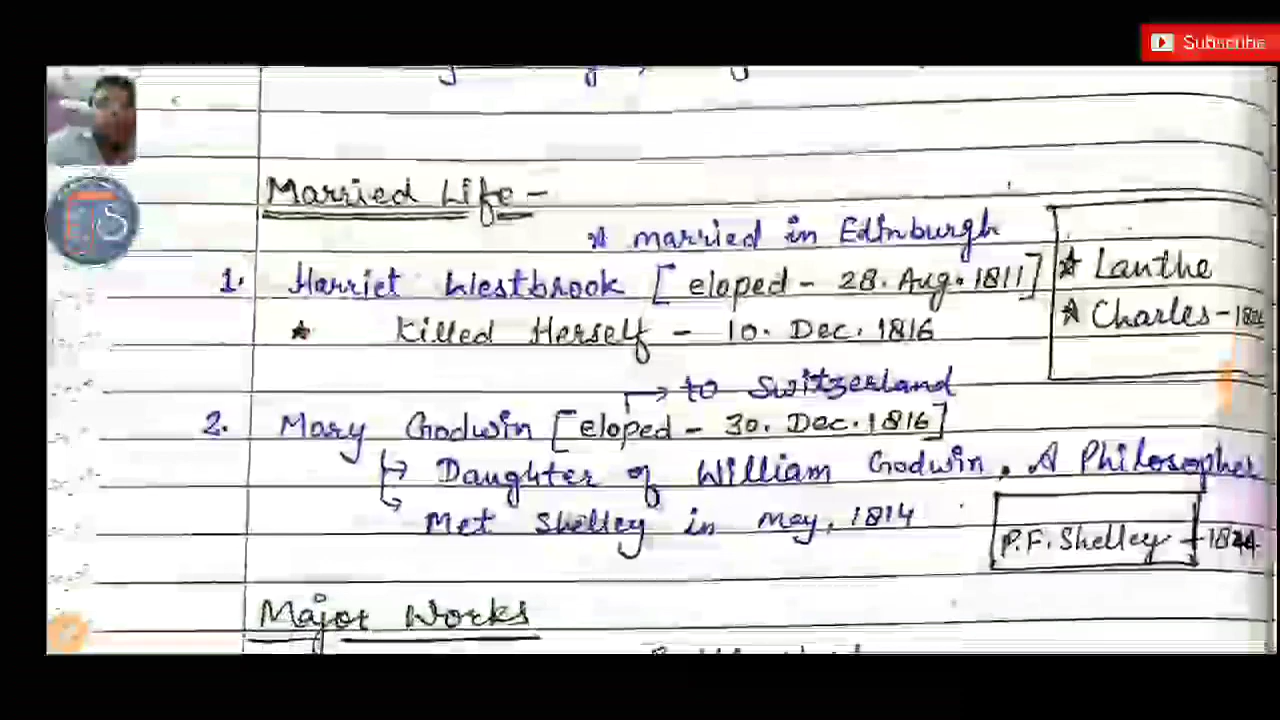 Subscribe
Married Life -
* married in Edinburgh
1. Harriet Westbrook [eloped - 28. Aug. 1811]
★ Lanthe
★ Charles -
★ Killed Herself - 10. Dec. 1816
→ to Switzerland
2. Mary Godwin [eloped - 30. Dec. 1816]
↳ Daughter of William Godwin, A Philosopher
↳ Met Shelley in May, 1814
P.F. Shelley -
Major Works